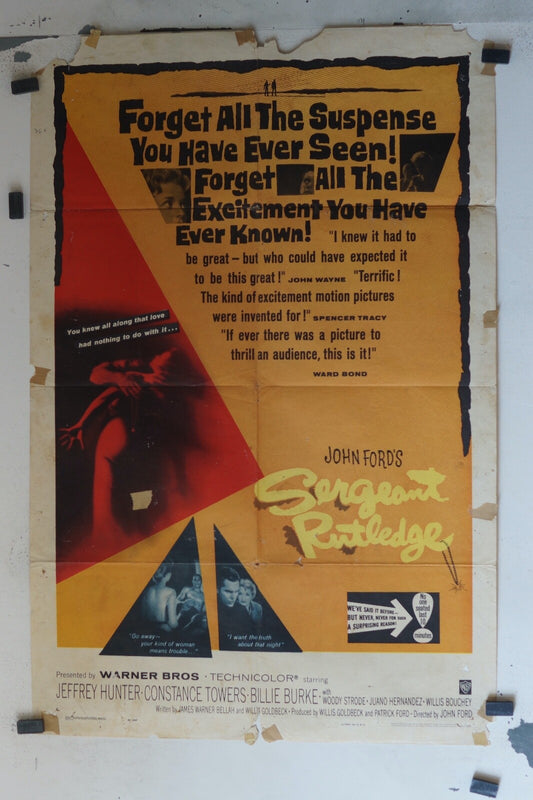 Forget All The Suspense
You Have Ever Seen!
Forget All The
Excitement You Have
Ever Known!
"I knew it had to
be great – but who could have expected it
to be this great!" JOHN WAYNE "Terrific!
The kind of excitement motion pictures
were invented for!" SPENCER TRACY
"If ever there was a picture to
thrill an audience, this is it!"
WARD BOND
You knew all along that love
had nothing to do with it...
JOHN FORD'S
Sergeant
Rutledge
"Go away—
your kind of woman
means trouble..."
"I want the truth
about that night"
WE'VE SAID IT BEFORE—
BUT NEVER, NEVER FOR SUCH
A SURPRISING REASON!
No
one
seated
last
10
minutes
Presented by WARNER BROS · TECHNICOLOR® starring
JEFFREY HUNTER · CONSTANCE TOWERS · BILLIE BURKE · with
WOODY STRODE · JUANO HERNANDEZ · WILLIS BOUCHEY
Written by JAMES WARNER BELLAH and WILLIS GOLDBECK · Produced by WILLIS GOLDBECK and PATRICK FORD · Directed by JOHN FORD
WB